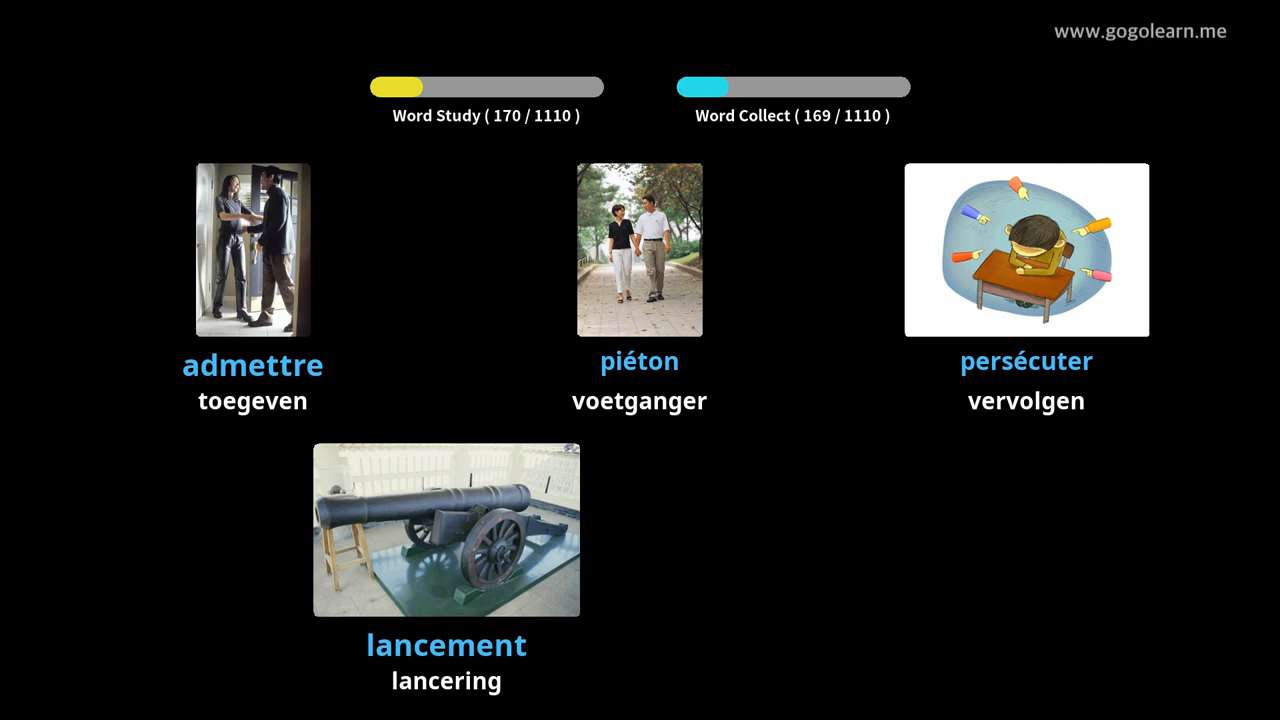 www.gogolearn.me
Word Study ( 170 / 1110 )
Word Collect ( 169 / 1110 )
admettre
toegeven
piéton
voetganger
persécuter
vervolgen
lancement
lancering